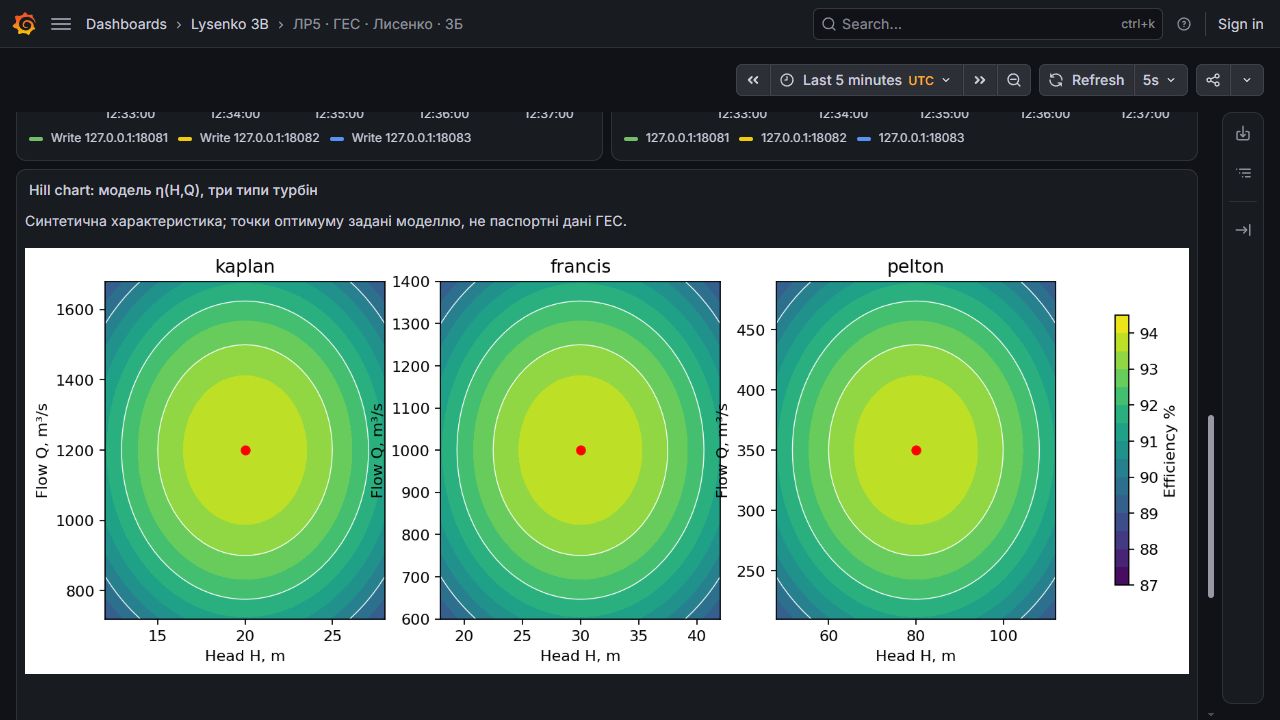 Dashboards › Lysenko 3B › ЛР5 · ГЕС · Лисенко · 3Б
Search... ctrl+k Sign in
Last 5 minutes UTC Refresh 5s
12:33:00 12:34:00 12:35:00 12:36:00 12:37:00
12:33:00 12:34:00 12:35:00 12:36:00 12:37:00
Write 127.0.0.1:18081 Write 127.0.0.1:18082 Write 127.0.0.1:18083
127.0.0.1:18081 127.0.0.1:18082 127.0.0.1:18083
Hill chart: модель η(H,Q), три типи турбін
Синтетична характеристика; точки оптимуму задані моделлю, не паспортні дані ГЕС.
kaplan
Flow Q, m³/s
1600
1400
1200
1000
800
15 20 25
Head H, m
francis
Flow Q, m³/s
1400
1300
1200
1100
1000
900
800
700
600
20 25 30 35 40
Head H, m
pelton
Flow Q, m³/s
450
400
350
300
250
60 80 100
Head H, m
94
93
92
91
90
89
88
87
Efficiency %